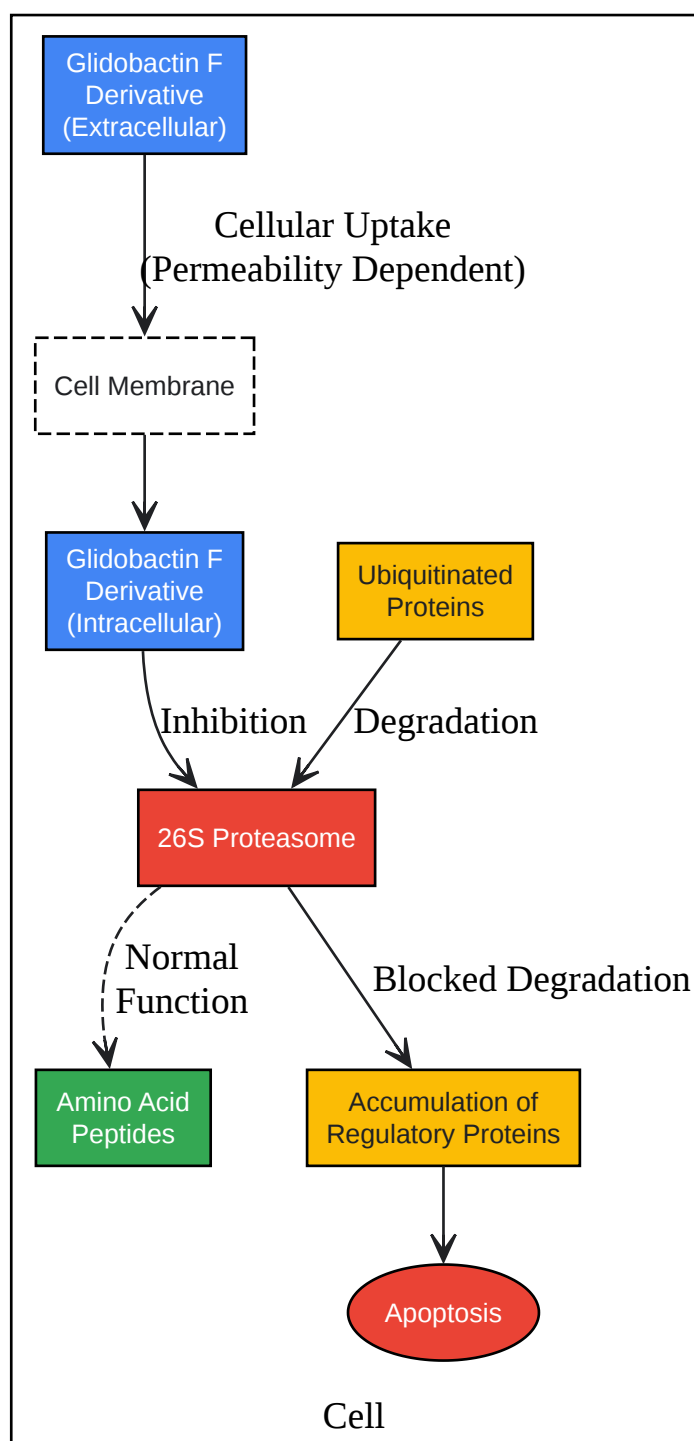 Glidobactin F
Derivative
(Extracellular)
Cellular Uptake
(Permeability Dependent)
Cell Membrane
Glidobactin F
Derivative
(Intracellular)
Ubiquitinated
Proteins
Inhibition
Degradation
26S Proteasome
Normal
Function
Blocked Degradation
Amino Acid
Peptides
Accumulation of
Regulatory Proteins
Apoptosis
Cell